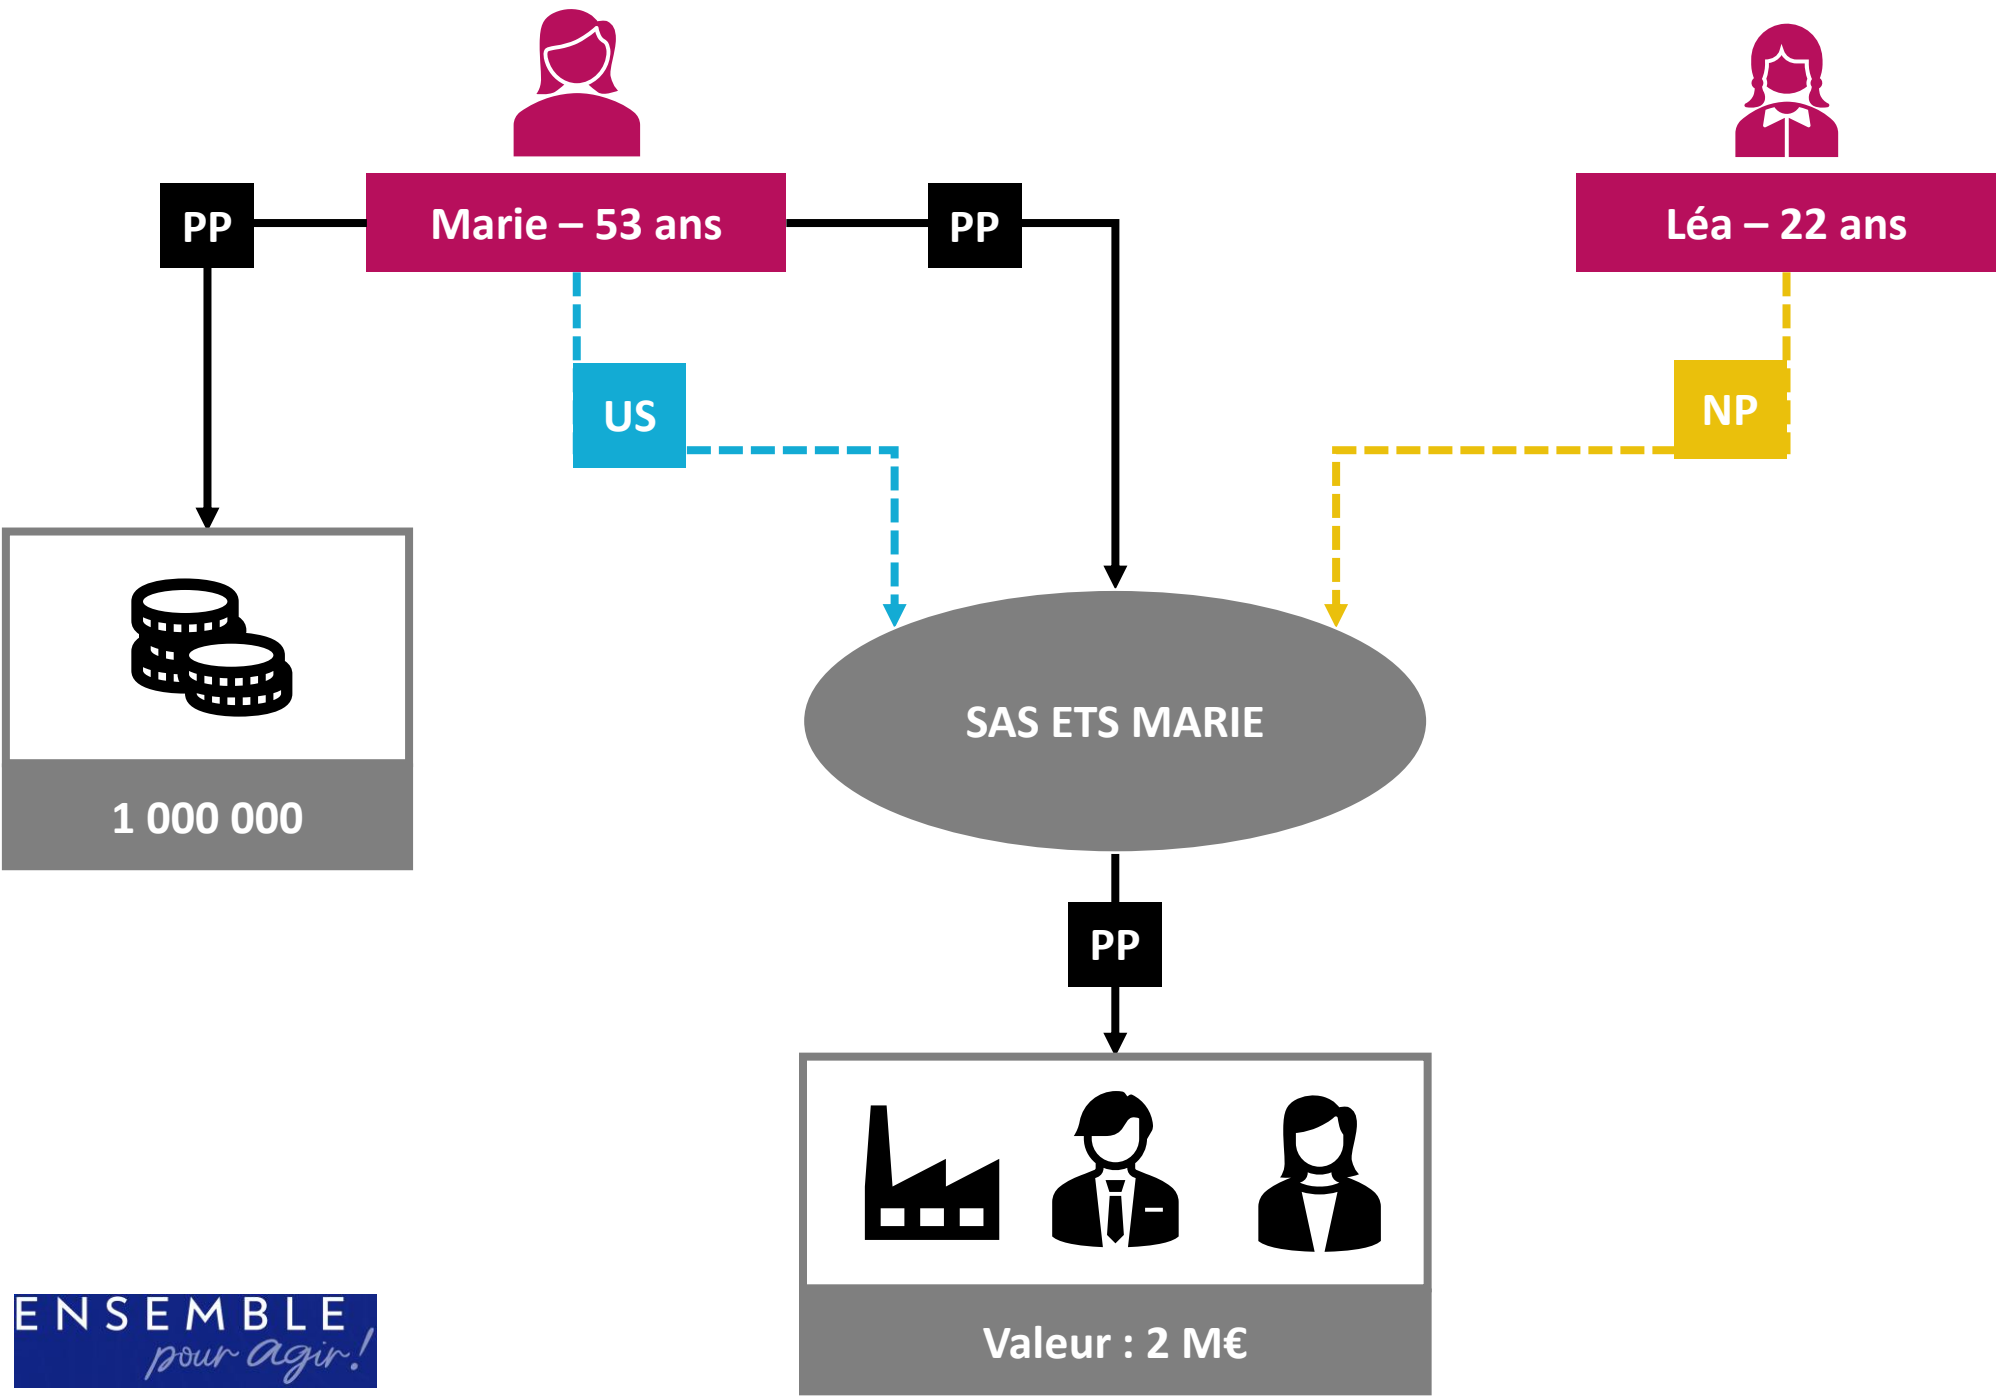 PP
Marie – 53 ans
PP
Léa – 22 ans
US
NP
SAS ETS MARIE
1 000 000
PP
Valeur : 2 M€
ENSEMBLE
pour agir!